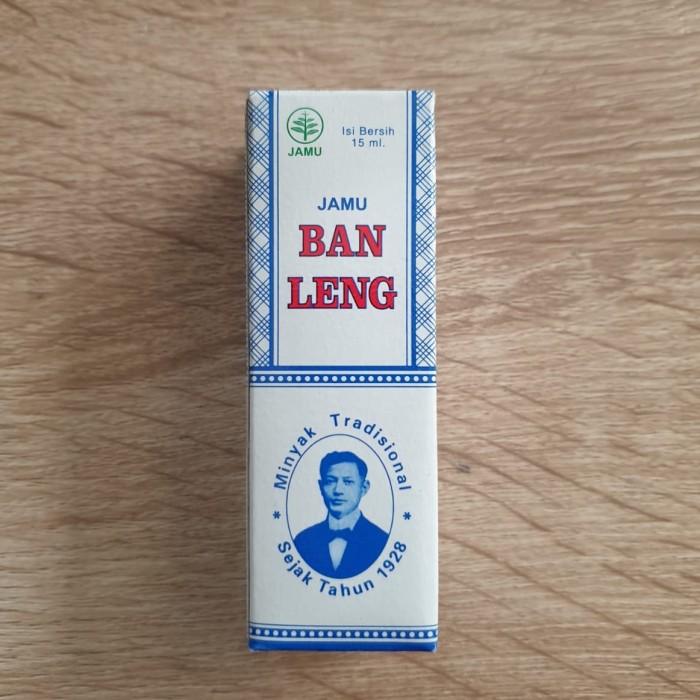 JAMU
Isi Bersih
15 ml.
JAMU
BAN
LENG
* Minyak Tradisional *
Sejak Tahun 1928